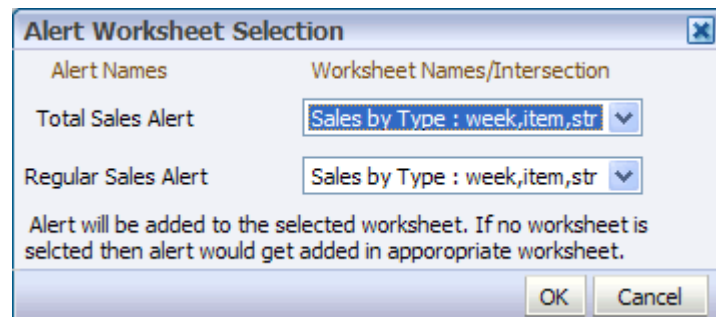 Alert Worksheet Selection
Alert Names Worksheet Names/Intersection
Total Sales Alert Sales by Type : week,item,str
Regular Sales Alert Sales by Type : week,item,str
Alert will be added to the selected worksheet. If no worksheet is
selcted then alert would get added in apporopriate worksheet.
OK Cancel